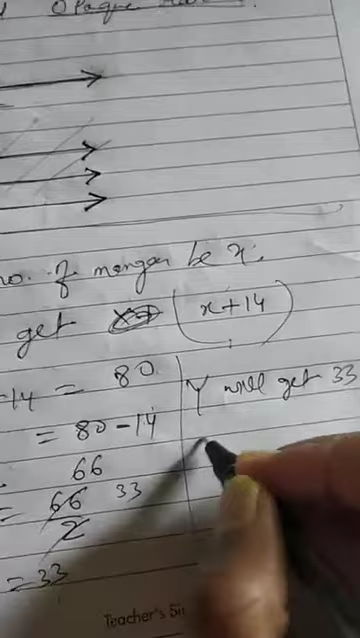 Opaque
no. of mangoes be x.
get (x+14)
-14 = 80
= 80-14
66
= 66/2 33
= 33
Y will get 33
Teacher's Sin